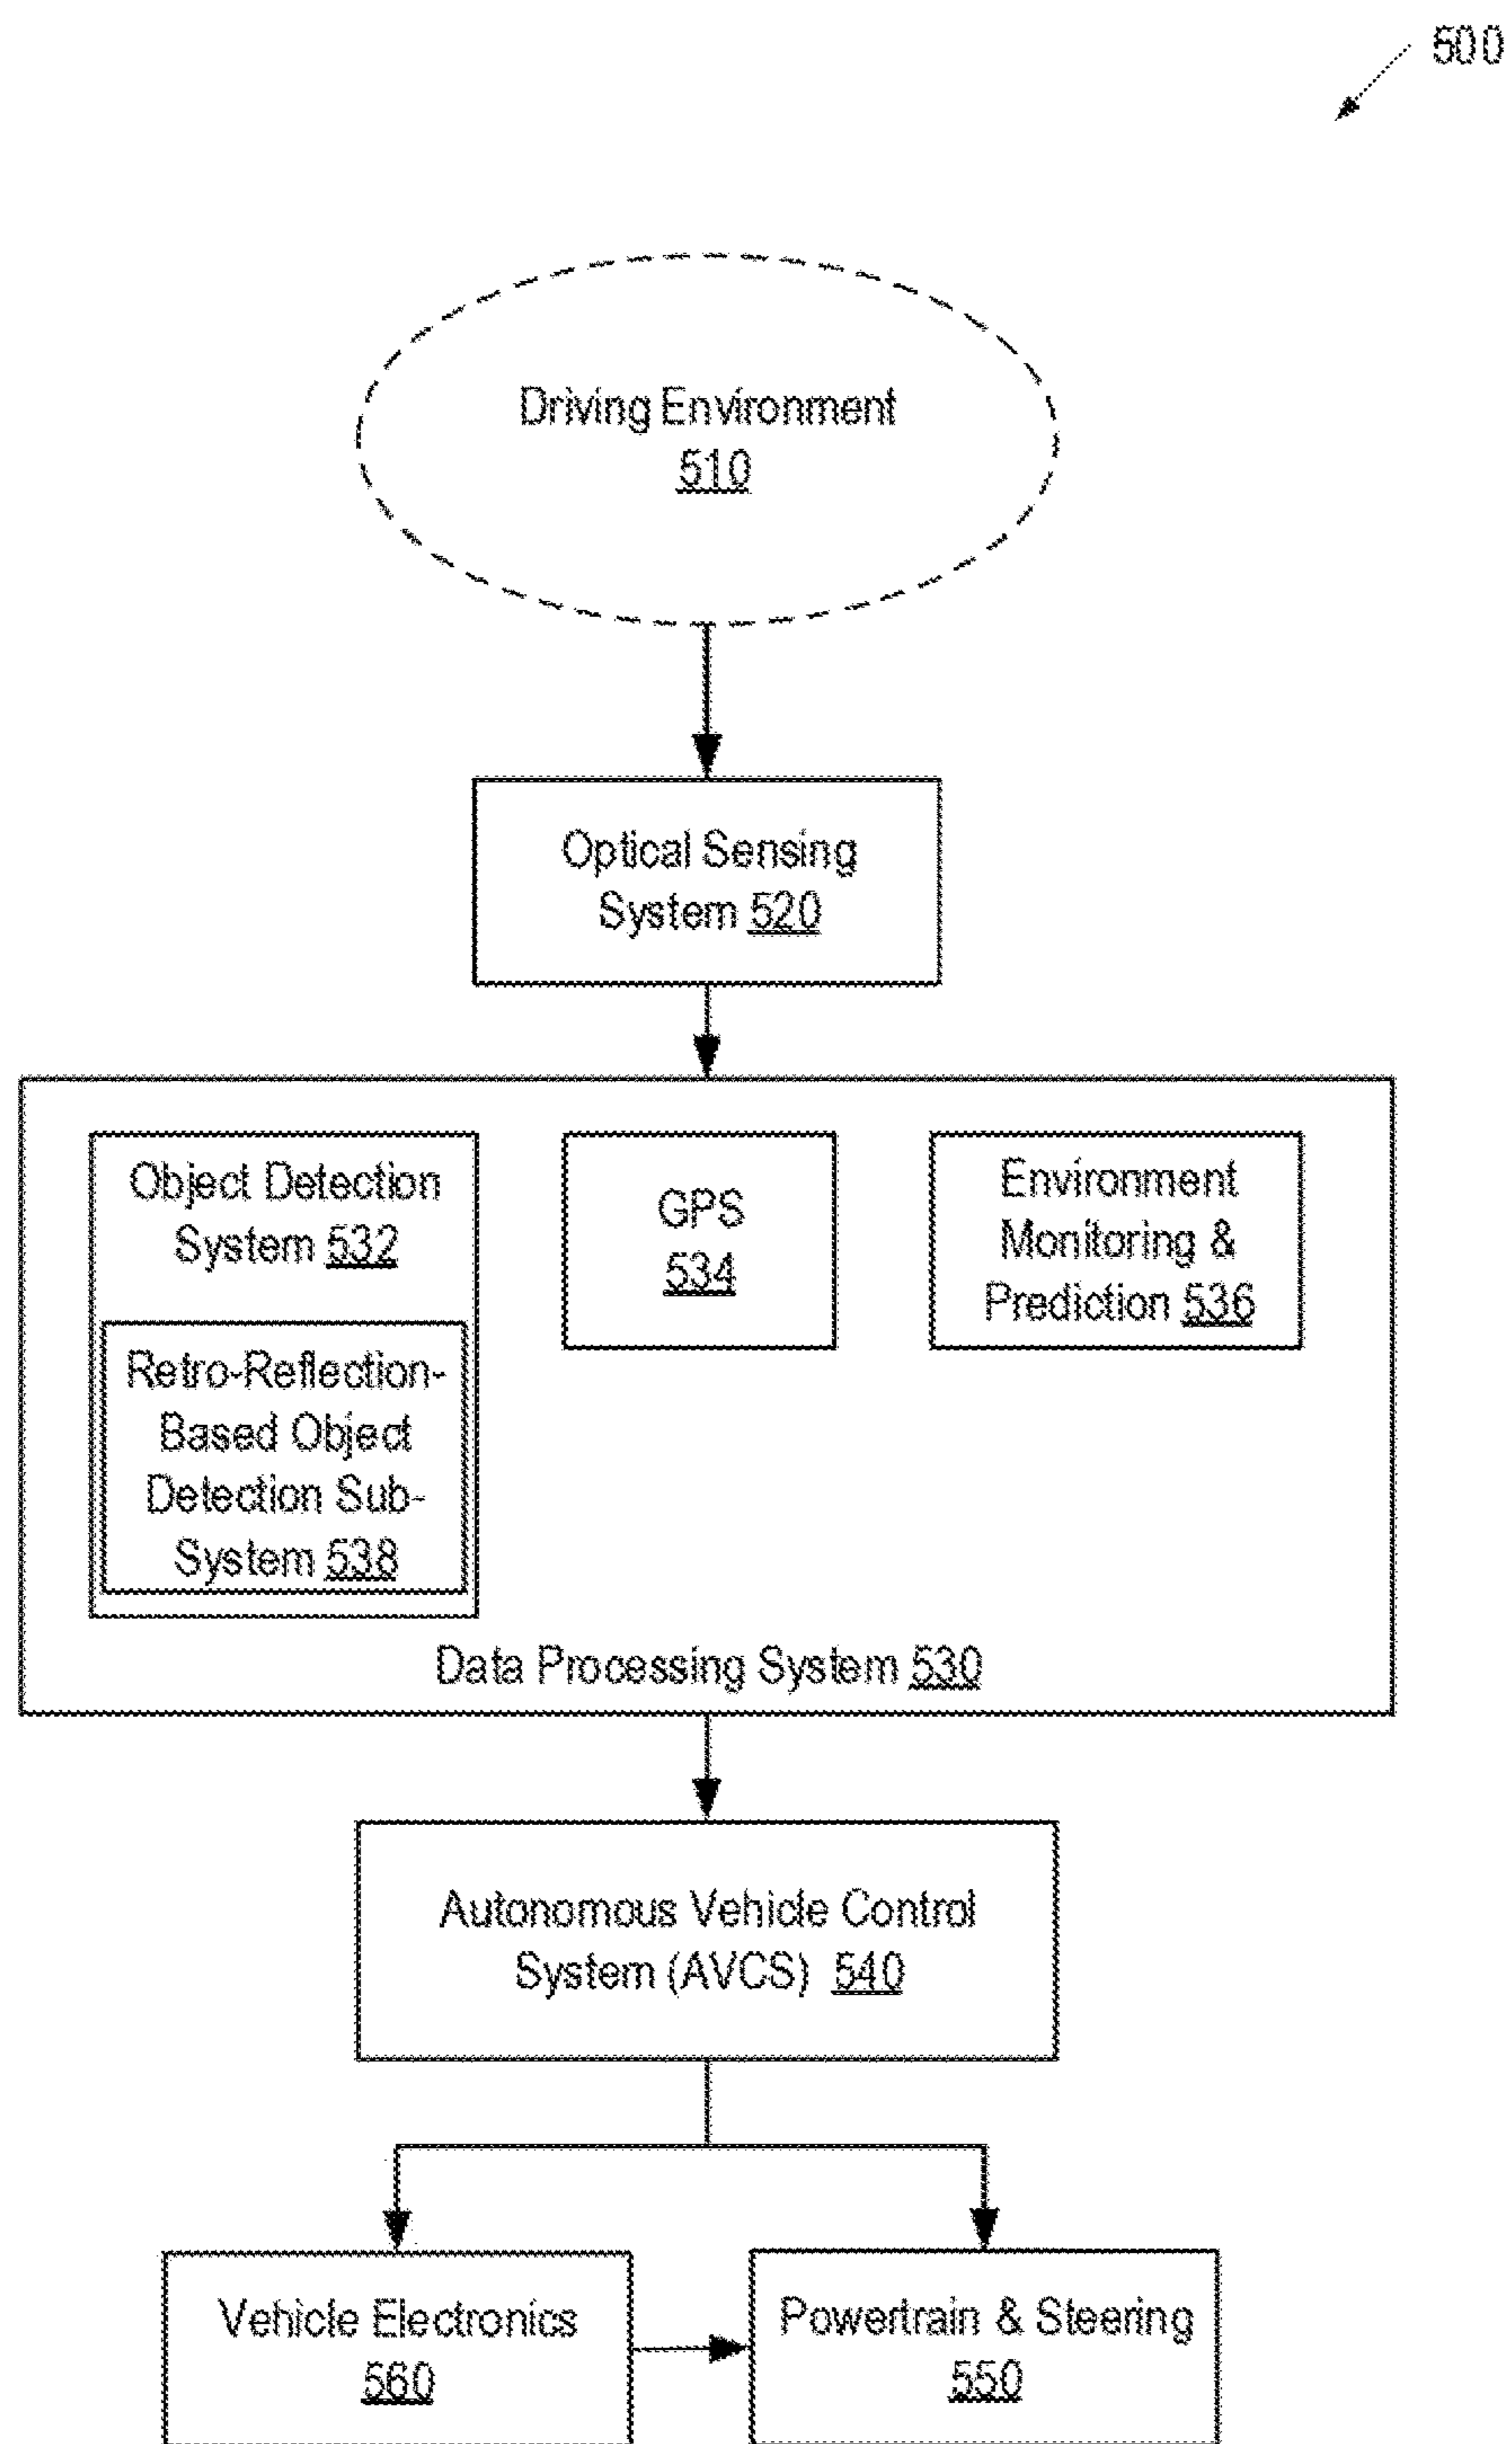 500
Driving Environment
510
Optical Sensing
System 520
Object Detection
System 532
Retro-Reflection-
Based Object
Detection Sub-
System 538
GPS
534
Environment
Monitoring &
Prediction 536
Data Processing System 530
Autonomous Vehicle Control
System (AVCS) 540
Vehicle Electronics
560
Powertrain & Steering
550